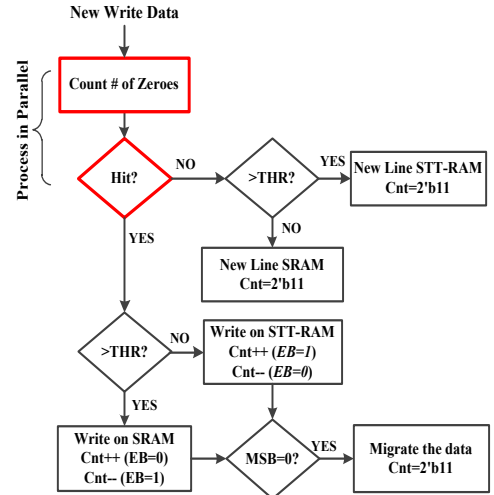 New Write Data
Process in Parallel
Count # of Zeroes
Hit?
NO
>THR?
YES
New Line STT-RAM
Cnt=2'b11
NO
New Line SRAM
Cnt=2'b11
YES
>THR?
NO
Write on STT-RAM
Cnt++ (EB=1)
Cnt-- (EB=0)
YES
Write on SRAM
Cnt++ (EB=0)
Cnt-- (EB=1)
MSB=0?
YES
Migrate the data
Cnt=2'b11